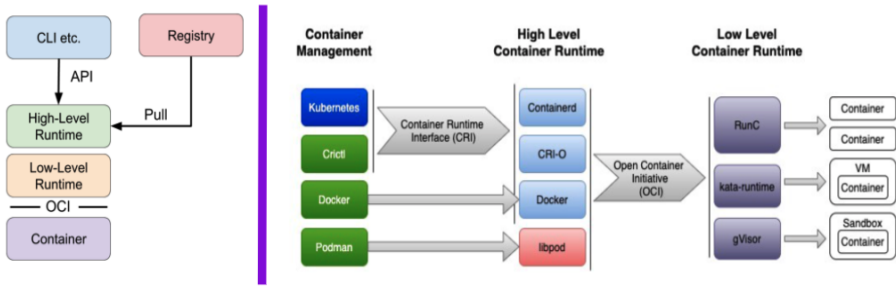 CLI etc.
Registry
API
Pull
High-Level
Runtime
Low-Level
Runtime
OCI
Container
Container
Management
High Level
Container Runtime
Low Level
Container Runtime
Kubernetes
Crictl
Docker
Podman
Container Runtime
Interface (CRI)
Containerd
CRI-O
Docker
libpod
Open Container
Initiative
(OCI)
RunC
kata-runtime
gVisor
Container
Container
VM
Container
Sandbox
Container